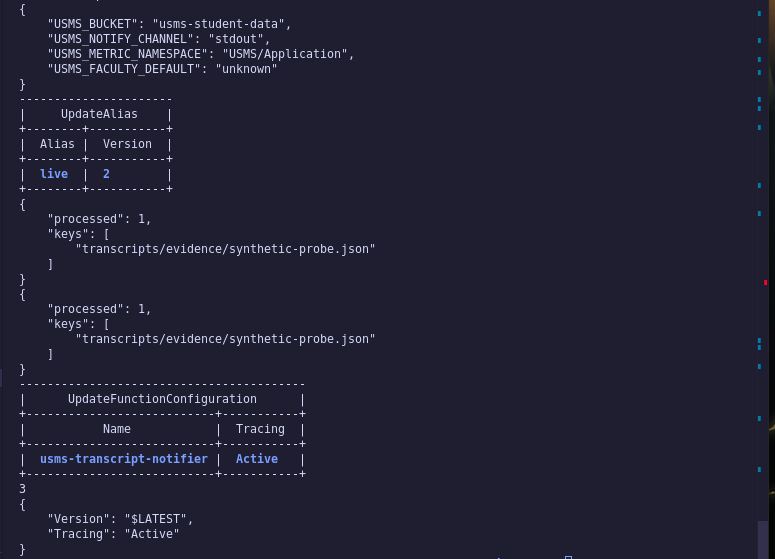 {
    "USMS_BUCKET": "usms-student-data",
    "USMS_NOTIFY_CHANNEL": "stdout",
    "USMS_METRIC_NAMESPACE": "USMS/Application",
    "USMS_FACULTY_DEFAULT": "unknown"
}
----------------------
|     UpdateAlias    |
+--------+-----------+
|  Alias |  Version  |
+--------+-----------+
|  live  |  2        |
+--------+-----------+
{
    "processed": 1,
    "keys": [
        "transcripts/evidence/synthetic-probe.json"
    ]
}
{
    "processed": 1,
    "keys": [
        "transcripts/evidence/synthetic-probe.json"
    ]
}
-----------------------------------------
|      UpdateFunctionConfiguration      |
+---------------------------+-----------+
|           Name            |  Tracing  |
+---------------------------+-----------+
|  usms-transcript-notifier |  Active   |
+---------------------------+-----------+
3
{
    "Version": "$LATEST",
    "Tracing": "Active"
}